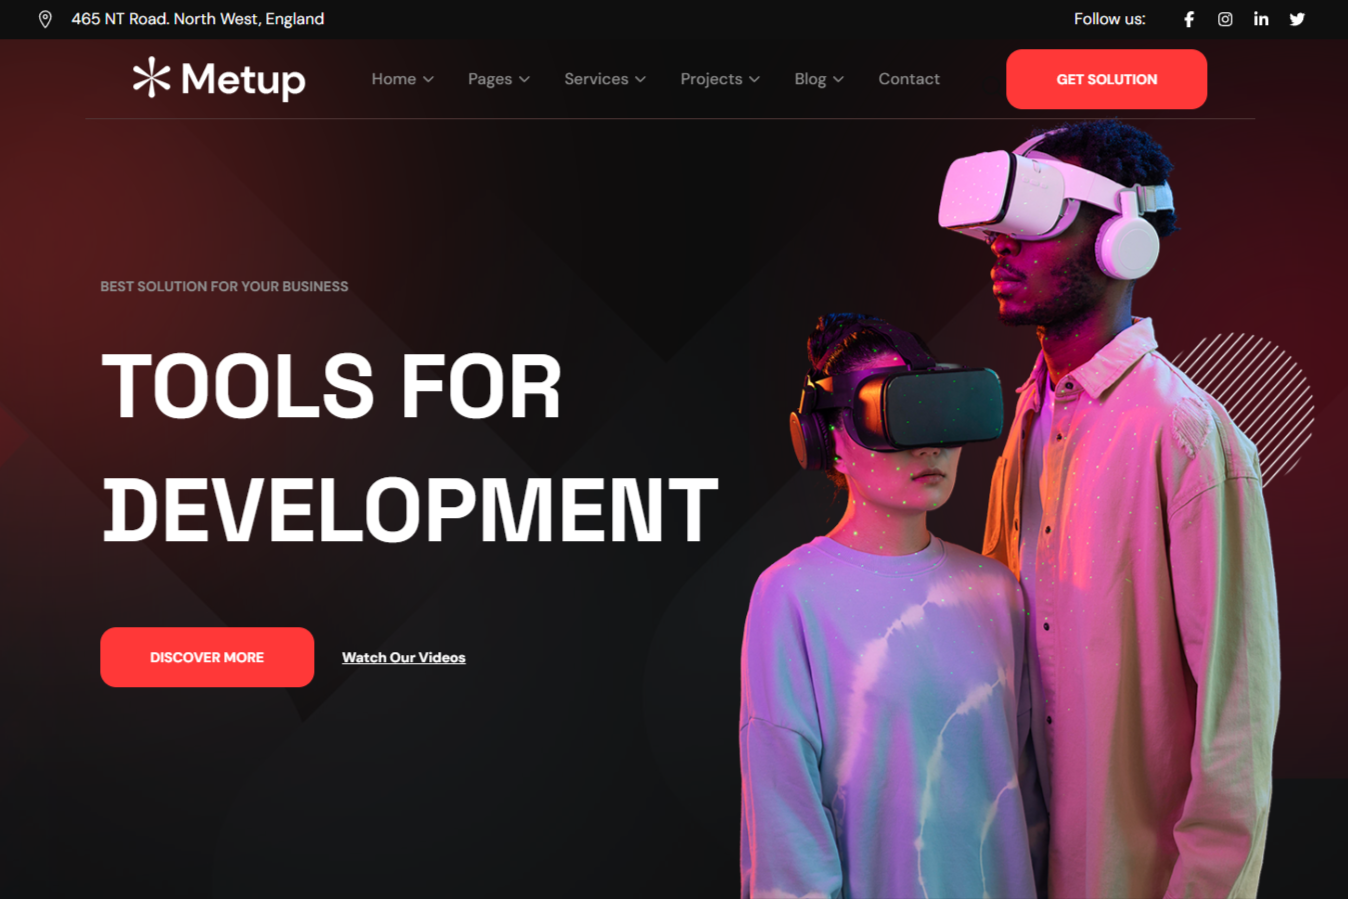 465 NT Road. North West, England
Follow us:
Metup
Home
Pages
Services
Projects
Blog
Contact
GET SOLUTION
BEST SOLUTION FOR YOUR BUSINESS
TOOLS FOR
DEVELOPMENT
DISCOVER MORE
Watch Our Videos